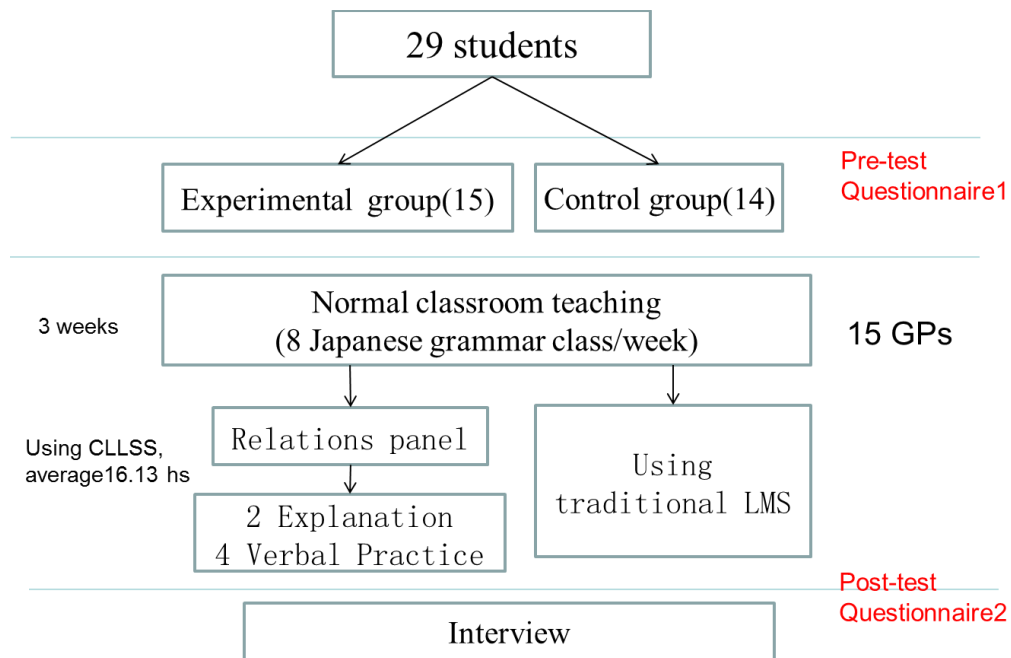 29 students
Pre-test
Questionnaire1
Experimental group(15)
Control group(14)
Normal classroom teaching
(8 Japanese grammar class/week)
3 weeks
15 GPs
Relations panel
Using CLLSS,
average16.13 hs
Using
traditional LMS
2 Explanation
4 Verbal Practice
Post-test
Questionnaire2
Interview